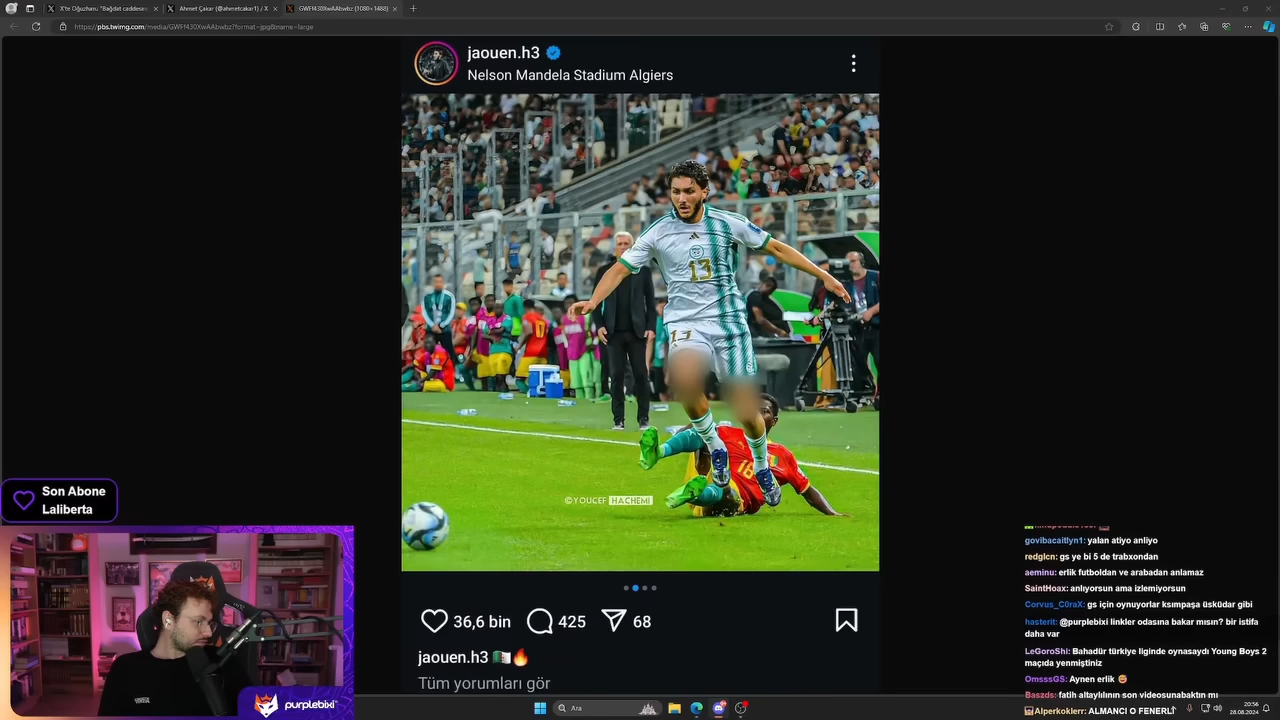 X'te Oğuzhanu "Bağdat caddese
Ahmet Çakar (@ahmetcakar1) / X
GWFf430XwAAbwbz (1080×1488)
https://pbs.twimg.com/media/GWFf430XwAAbwbz?format=jpg&name=large
jaouen.h3
Nelson Mandela Stadium Algiers
13
13
17
16
©YOUCEF HACHEMI
36,6 bin
425
68
jaouen.h3 🇩🇿🔥
Tüm yorumları gör
Son Abone
Laliberta
purplebixi
govibacaitlyn1: yalan atiyo anliyo
redglcn: gs ye bi 5 de trabxondan
aeminu: erlik futboldan ve arabadan anlamaz
SaintHoax: anlıyorsun ama izlemiyorsun
Corvus_C0raX: gs için oynuyorlar ksımpaşa üsküdar gibi
hasterit: @purplebixi linkler odasına bakar mısın? bir istifa
daha var
LeGoroShi: Bahadür türkiye liginde oynasaydı Young Boys 2
maçıda yenmiştiniz
OmsssGS: Aynen erlik
Baszds: fatih altaylılının son videosunabaktın mı
Alperkoklerr: ALMANCI O FENERLİ
Ara
20:56
28.08.2024